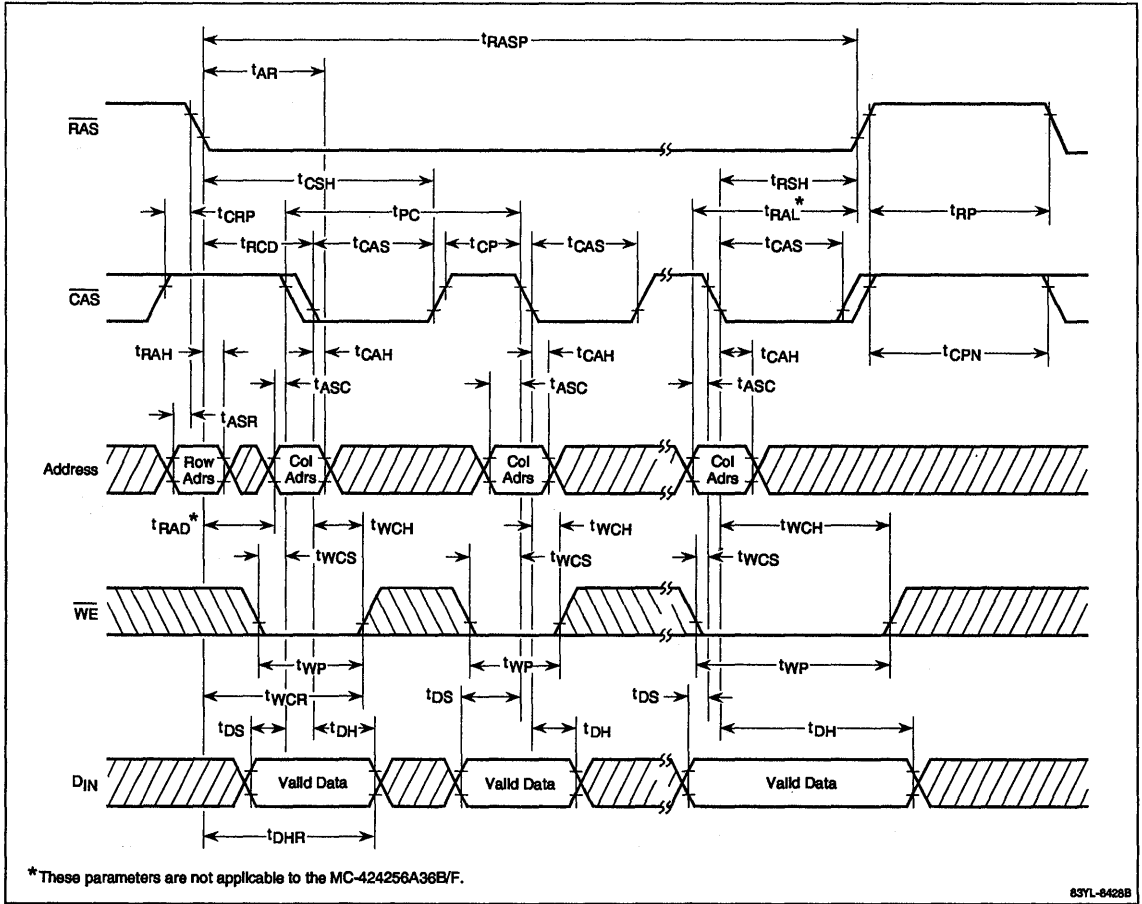 tRASP
tAR
RAS
tCSH
tRSH
tCRP
tPC
tRAL*
tRP
tRCD
tCAS
tCP
tCAS
tCAS
CAS
tRAH
tCAH
tCAH
tCAH
tCPN
tASC
tASC
tASC
tASR
Address
Row Adrs
Col Adrs
Col Adrs
Col Adrs
tRAD*
tWCH
tWCH
tWCH
tWCS
tWCS
tWCS
WE
tWP
tWP
tWP
tWCR
tDS
tDS
tDS
tDH
tDH
tDH
DIN
Valid Data
Valid Data
Valid Data
tDHR
*These parameters are not applicable to the MC-424256A36B/F.
83YL-8428B